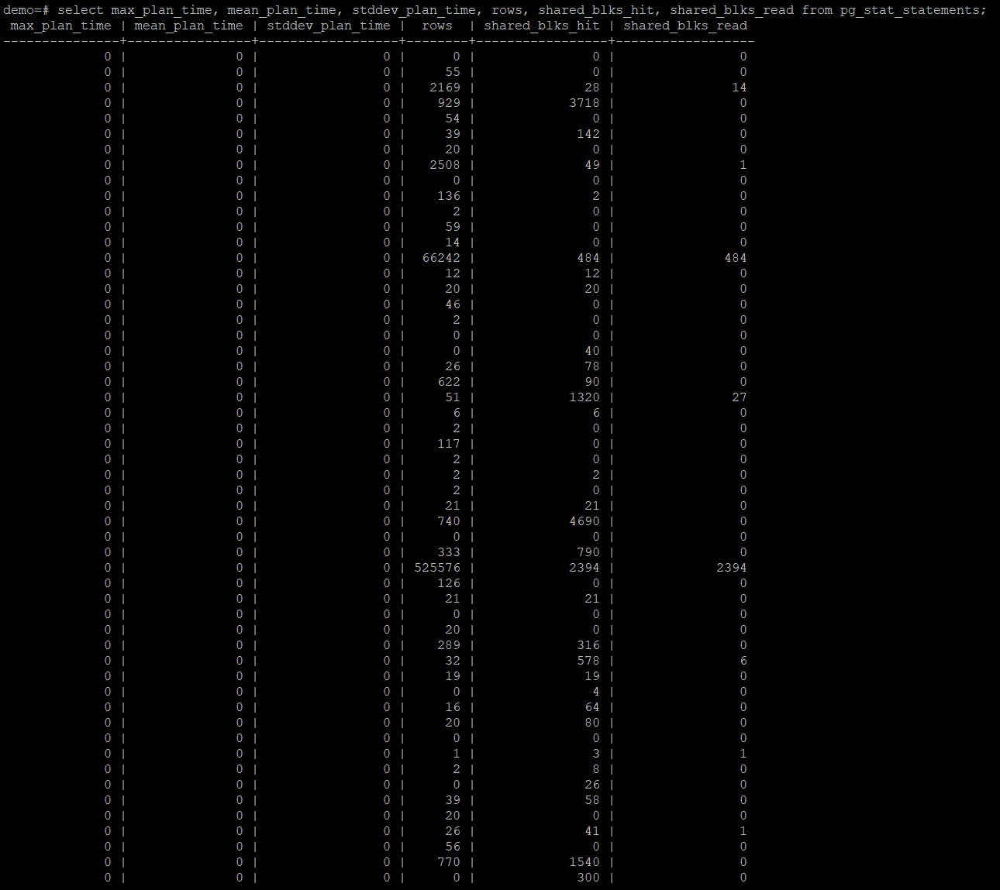 demo=# select max_plan_time, mean_plan_time, stddev_plan_time, rows, shared_blks_hit, shared_blks_read from pg_stat_statements;
 max_plan_time | mean_plan_time | stddev_plan_time |  rows  | shared_blks_hit | shared_blks_read
---------------+----------------+------------------+--------+-----------------+------------------
             0 |              0 |                0 |      0 |               0 |                0
             0 |              0 |                0 |     55 |               0 |                0
             0 |              0 |                0 |   2169 |              28 |               14
             0 |              0 |                0 |    929 |            3718 |                0
             0 |              0 |                0 |     54 |               0 |                0
             0 |              0 |                0 |     39 |             142 |                0
             0 |              0 |                0 |     20 |               0 |                0
             0 |              0 |                0 |   2508 |              49 |                1
             0 |              0 |                0 |      0 |               0 |                0
             0 |              0 |                0 |    136 |               2 |                0
             0 |              0 |                0 |      2 |               0 |                0
             0 |              0 |                0 |     59 |               0 |                0
             0 |              0 |                0 |     14 |               0 |                0
             0 |              0 |                0 |  66242 |             484 |              484
             0 |              0 |                0 |     12 |              12 |                0
             0 |              0 |                0 |     20 |              20 |                0
             0 |              0 |                0 |     46 |               0 |                0
             0 |              0 |                0 |      2 |               0 |                0
             0 |              0 |                0 |      0 |               0 |                0
             0 |              0 |                0 |      0 |              40 |                0
             0 |              0 |                0 |     26 |              78 |                0
             0 |              0 |                0 |    622 |              90 |                0
             0 |              0 |                0 |     51 |            1320 |               27
             0 |              0 |                0 |      6 |               6 |                0
             0 |              0 |                0 |      2 |               0 |                0
             0 |              0 |                0 |    117 |               0 |                0
             0 |              0 |                0 |      2 |               0 |                0
             0 |              0 |                0 |      2 |               2 |                0
             0 |              0 |                0 |      2 |               0 |                0
             0 |              0 |                0 |     21 |              21 |                0
             0 |              0 |                0 |    740 |            4690 |                0
             0 |              0 |                0 |      0 |               0 |                0
             0 |              0 |                0 |    333 |             790 |                0
             0 |              0 |                0 | 525576 |            2394 |             2394
             0 |              0 |                0 |    126 |               0 |                0
             0 |              0 |                0 |     21 |              21 |                0
             0 |              0 |                0 |      0 |               0 |                0
             0 |              0 |                0 |     20 |               0 |                0
             0 |              0 |                0 |    289 |             316 |                0
             0 |              0 |                0 |     32 |             578 |                6
             0 |              0 |                0 |     19 |              19 |                0
             0 |              0 |                0 |      0 |               4 |                0
             0 |              0 |                0 |     16 |              64 |                0
             0 |              0 |                0 |     20 |              80 |                0
             0 |              0 |                0 |      0 |               0 |                0
             0 |              0 |                0 |      1 |               3 |                1
             0 |              0 |                0 |      2 |               8 |                0
             0 |              0 |                0 |      0 |              26 |                0
             0 |              0 |                0 |     39 |              58 |                0
             0 |              0 |                0 |     20 |               0 |                0
             0 |              0 |                0 |     26 |              41 |                1
             0 |              0 |                0 |     56 |               0 |                0
             0 |              0 |                0 |    770 |            1540 |                0
             0 |              0 |                0 |      0 |             300 |                0